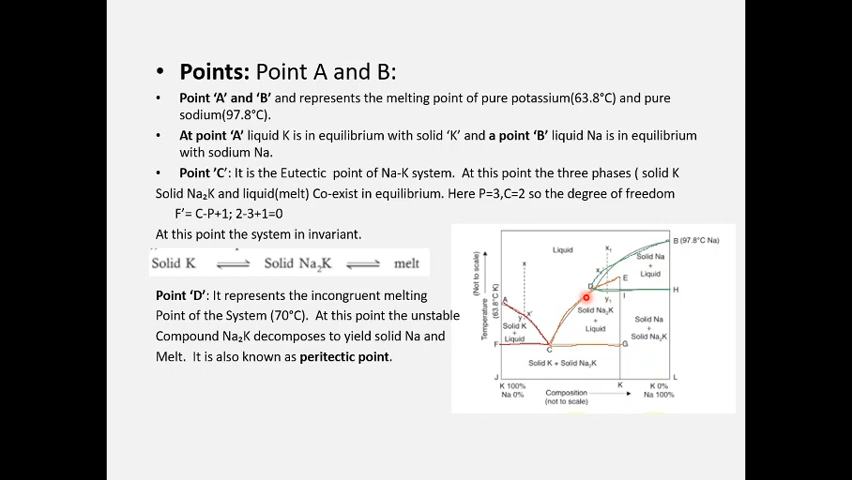 • Points: Point A and B:
• Point ‘A’ and ‘B’ and represents the melting point of pure potassium(63.8°C) and pure
sodium(97.8°C).
• At point ‘A’ liquid K is in equilibrium with solid ‘K’ and a point ‘B’ liquid Na is in equilibrium
with sodium Na.
• Point ’C’: It is the Eutectic point of Na-K system. At this point the three phases ( solid K
Solid Na₂K and liquid(melt) Co-exist in equilibrium. Here P=3,C=2 so the degree of freedom
F’= C-P+1; 2-3+1=0
At this point the system in invariant.
Solid K ⇌ Solid Na₂K ⇌ melt
Point ‘D’: It represents the incongruent melting
Point of the System (70°C). At this point the unstable
Compound Na₂K decomposes to yield solid Na and
Melt. It is also known as peritectic point.
(Not to scale)
Temperature
(63.8°C K)
Liquid
x
x₁
B (97.8°C Na)
Solid Na
+
Liquid
E
D
H
I
y₁
A
y
Solid K
+
Liquid
Solid Na₂K
+
Liquid
Solid Na
+
Solid Na₂K
F
C
G
Solid K + Solid Na₂K
J
K
L
K 100%
Na 0%
Composition
(not to scale)
K 0%
Na 100%